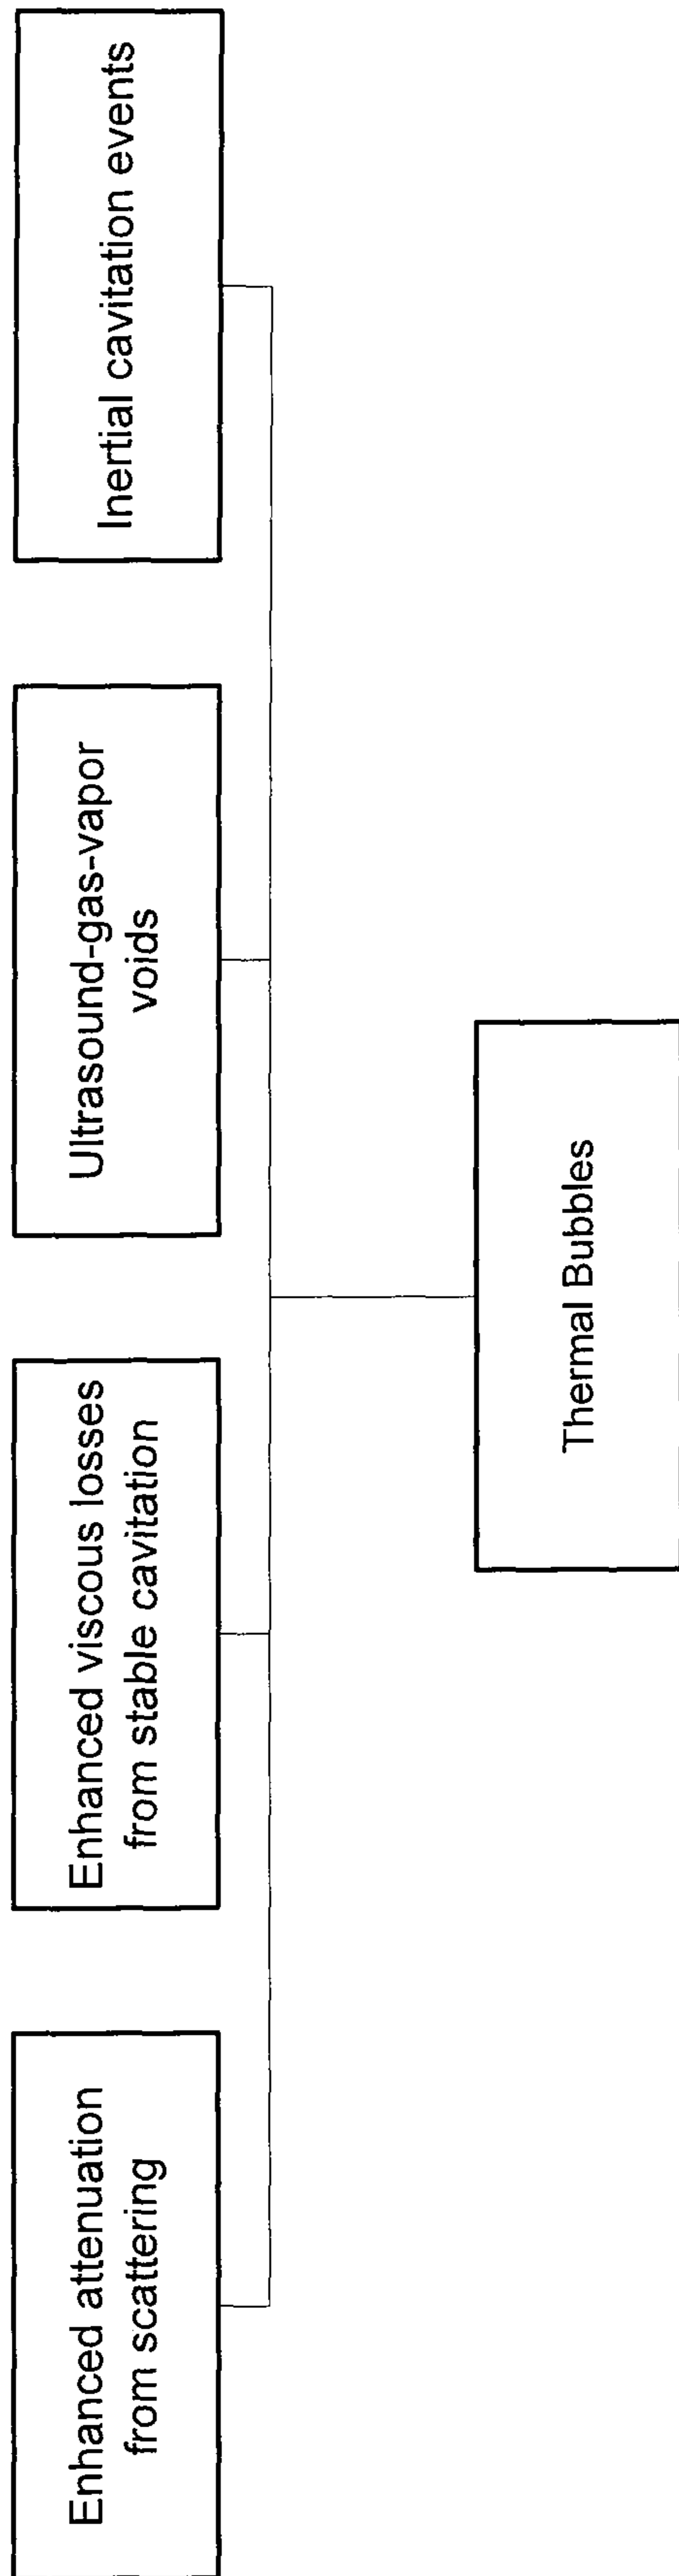 Enhanced attenuation
from scattering
Enhanced viscous losses
from stable cavitation
Ultrasound-gas-vapor
voids
Inertial cavitation events
Thermal Bubbles